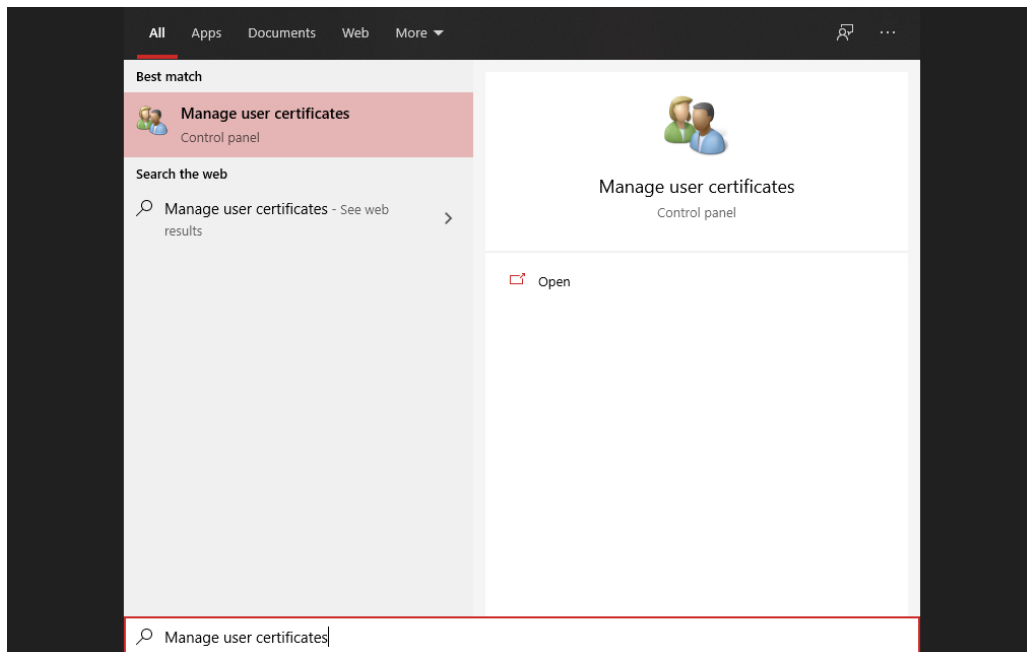 All Apps Documents Web More
Best match
Manage user certificates
Control panel
Search the web
Manage user certificates - See web
results
Manage user certificates
Control panel
Open
Manage user certificates